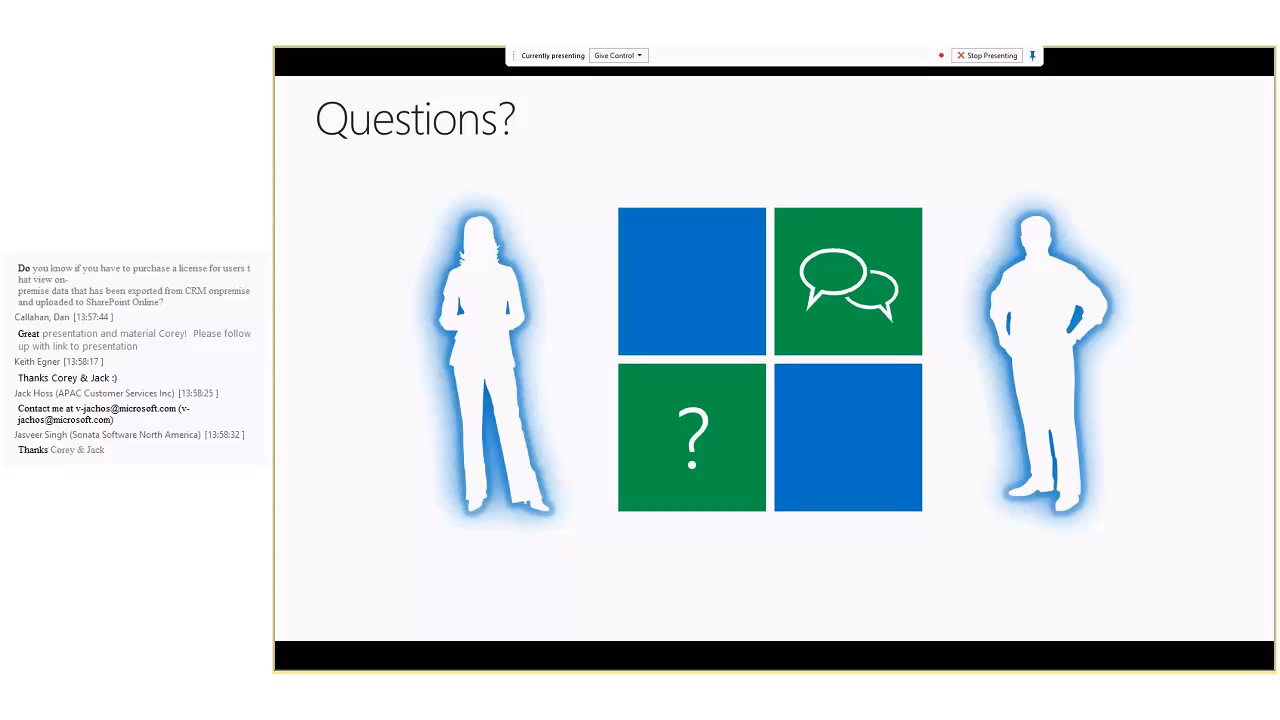 Currently presenting Give Control Stop Presenting
Questions?
?
Do you know if you have to purchase a license for users t
hat view on-
premise data that has been exported from CRM onpremise
and uploaded to SharePoint Online?
Callahan, Dan [13:57:44 ]
Great presentation and material Corey! Please follow
up with link to presentation
Keith Egner [13:58:17 ]
Thanks Corey & Jack :)
Jack Hoss (APAC Customer Services Inc) [13:58:25 ]
Contact me at v-jachos@microsoft.com (v-
jachos@microsoft.com)
Jasveer Singh (Sonata Software North America) [13:58:32 ]
Thanks Corey & Jack